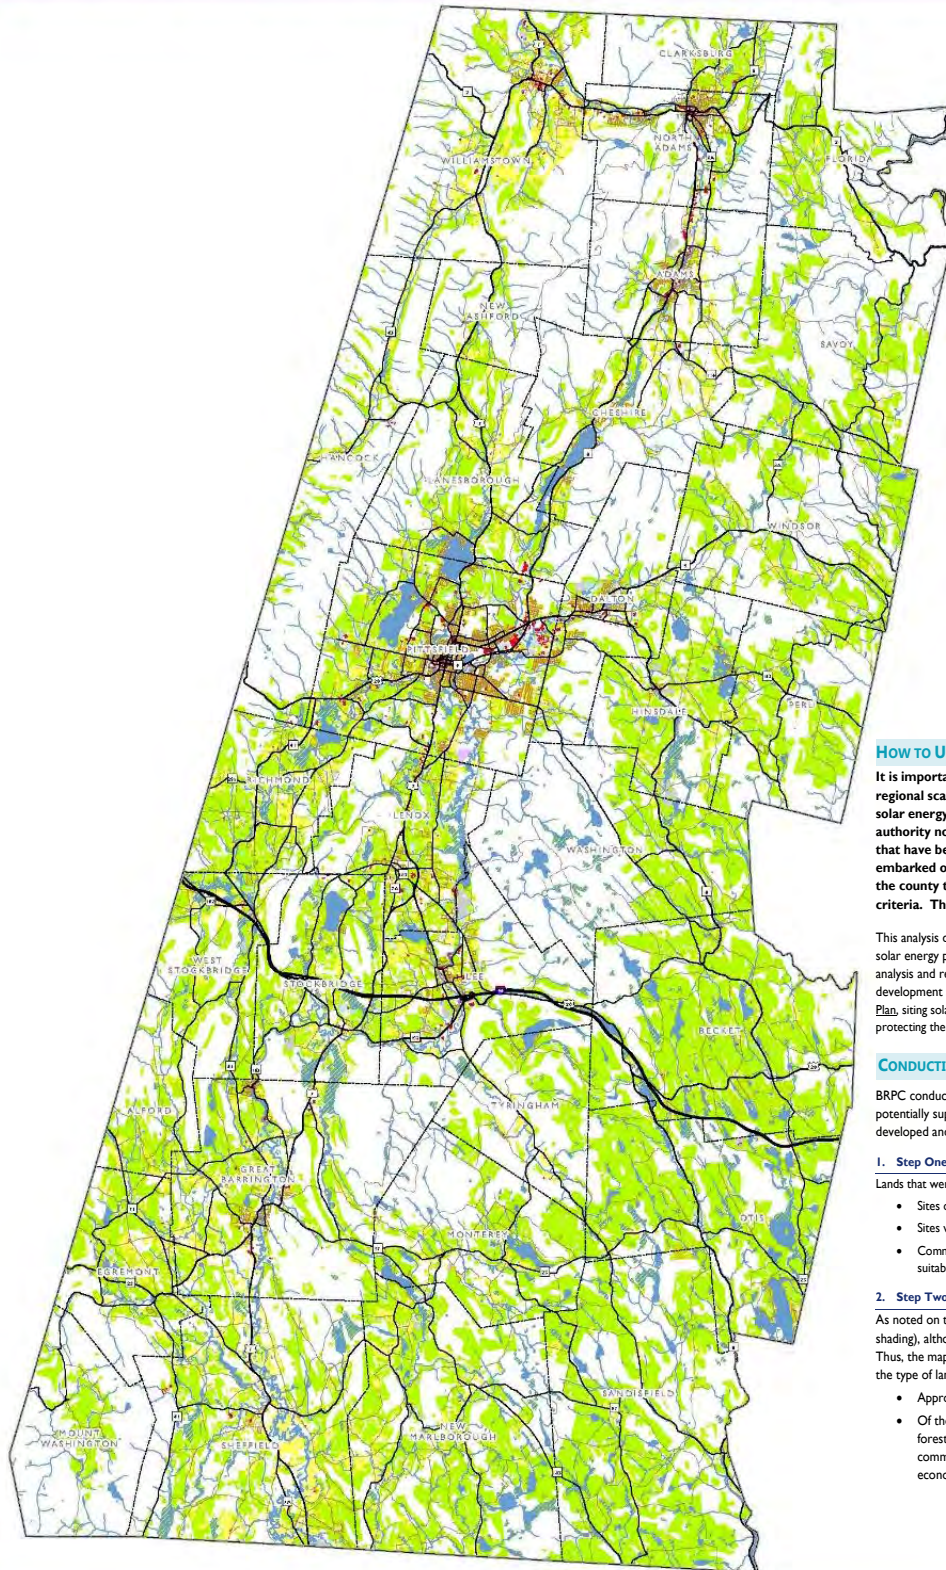 CLARKSBURG
NORTH
ADAMS
FLORIDA
WILLIAMSTOWN
ADAMS
NEW
ASHFORD
SAVOY
CHESHIRE
HANCOCK
LANESBOROUGH
WINDSOR
DALTON
PITTSFIELD
HINSDALE
PERU
RICHMOND
LENOX
WASHINGTON
WEST
STOCKBRIDGE
STOCKBRIDGE
LEE
BECKET
TYRINGHAM
ALFORD
GREAT
BARRINGTON
OTIS
MONTEREY
EGREMONT
SANDISFIELD
MOUNT
WASHINGTON
SHEFFIELD
NEW
MARLBOROUGH
HOW TO U
It is importa
regional sca
solar energy
authority no
that have be
embarked o
the county t
criteria. Th
This analysis c
solar energy p
analysis and re
development
Plan, siting sola
protecting the
CONDUCTI
BRPC conduc
potentially sup
developed and
1. Step One
Lands that wer
• Sites c
• Sites v
• Comm
suitab
2. Step Two
As noted on t
shading), altho
Thus, the map
the type of lan
• Appro
• Of the
forest
comm
econo